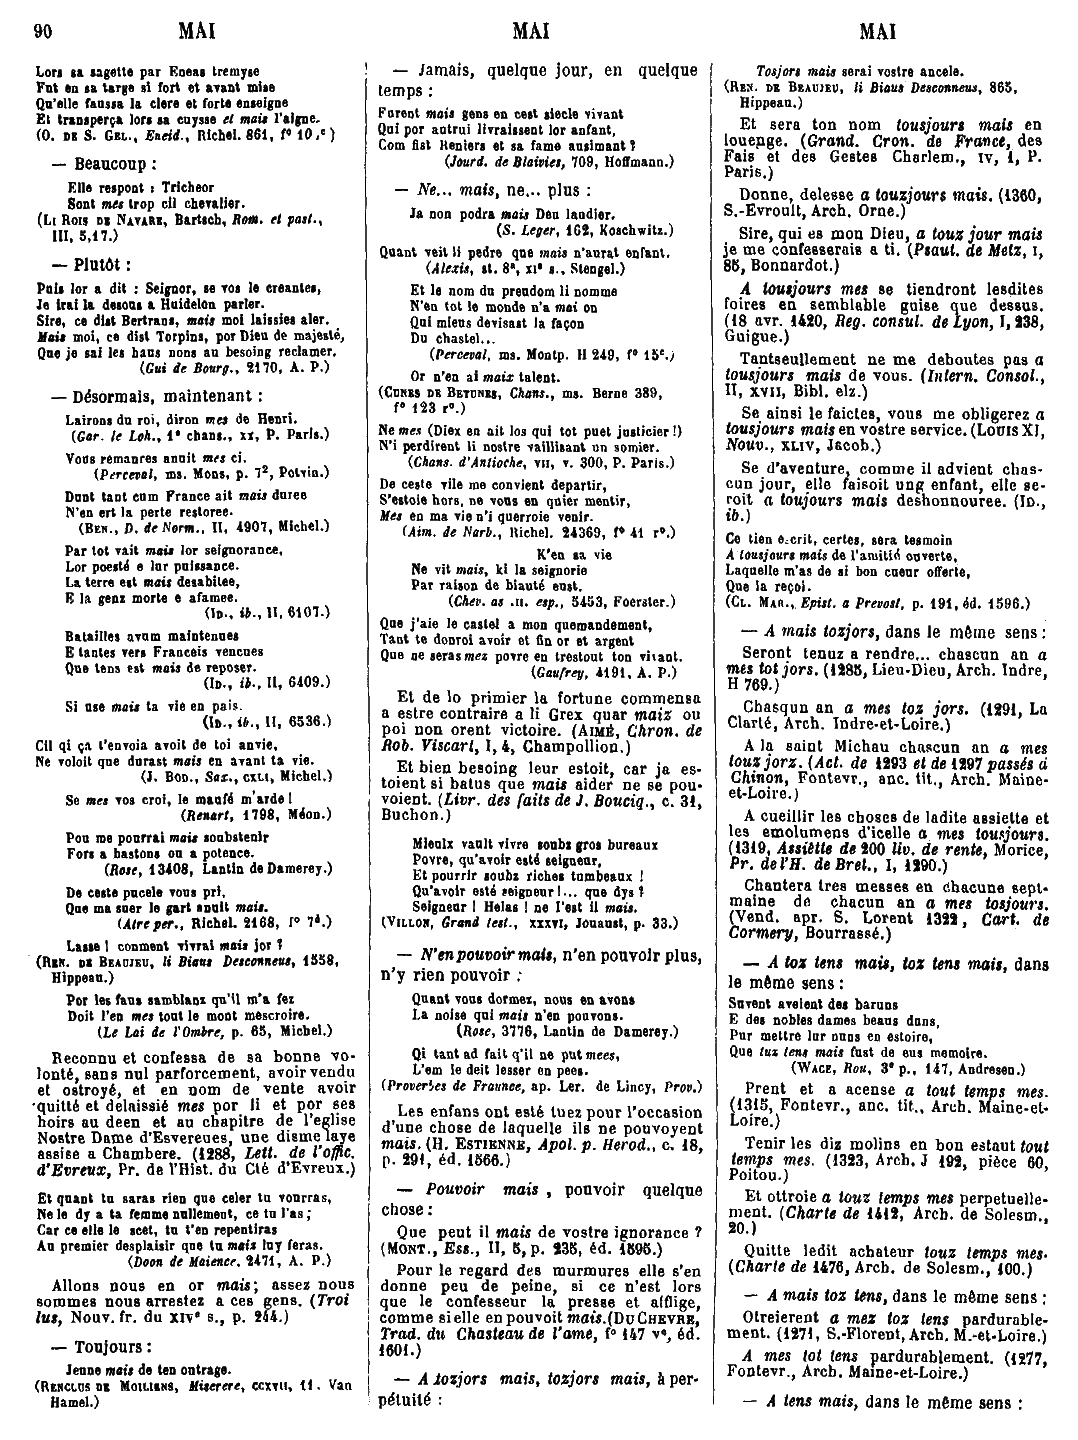 90 MAI MAI MAI
Lors sa sagette par Eneas tremyse
Fut en sa targe si fort et avant mise
Qu'elle faussa la clere et forte enseigne
Et transperça lors sa cuysse et mais l'aigne.
(O. DE S. GEL., Eneid., Richel. 861, f° 10
— Beaucoup :
Elle respont : Tricheor
Sont mes trop cil chevalier.
(LI ROIS DE NAVARE, Bartsch, Rom. et past.,
III, 5,17.)
— Plutôt :
Puis lor a dit : Seignor, se vos le creantes,
Je irai la desous a Huidelon parler.
Sire, ce dist Bertrans, mais moi laissies aler.
Mais moi, ce dist Torpins, por Dieu de majesté,
Que je sai les haus nons au besoing reclamer.
(Gui de Bourg., 2170, A. P.)
— Désormais, maintenant :
Lairons du roi, diron mes de Henri.
(Gar. le Loh., 1e chans., XX, P. Paris.)
Vous remanres anuit mes ci.
(Perceval, ms. Mons, p. 72, Potvin.)
Dunt tant cum France ait mais duree
N'en ert la perte restoree.
(BEN., D. de Norm., II, 4907, Michel.)
Par tot vait mais lor seignorance,
Lor poesté e lur puissance.
La terre est mais desabitee,
E la genz morte e afamee.
(ID., ib., II, 6107.)
Batailles avum maintenues
E tantes vers Franceis vencues
Que tens est mais de reposer.
(ID., ib., II, 6409.)
Si use mais ta vie en pais.
(ID., ib., II, 6536.)
Cil qi ça t'envoia avoit de toi anvie,
Ne voloit que durast mais en avant ta vie.
(J. BOD., Sax., CXLI, Michel.)
Se mes vos croi, le maufé m'arde !
(Renart, 1798, Méon.)
Pou me pourrai mais soubstenir
Fors a bastons ou a potence.
(Rose, 13408, Lantin de Damerey.)
De ceste pucele vous pri,
Que ma suer le gart anuit mais.
(Atre per., Richel. 2168, f° 7d.)
Lasse ! conment vivrai mais jor ?
(REN. DE BEAUJEU, li Biaus Desconneus, 1558,
Hippeau.)
Por les faus samblanz qu'il m'a fez
Doit l'en mes tout le mont mescroire.
(Le Lai de l'Ombre, p. 65, Michel.)
Reconnu et confessa de sa bonne vo-
lonté, sans nul parforcement, avoir vendu
et ostroyé, et en nom de vente avoir
quitté et delaissié mes por li et por ses
hoirs au deen et au chapitre de l'eglise
Nostre Dame d'Esvereues, une disme laye
assise a Chambere. (1288, Lett. de l'offic.
d'Evreux, Pr. de l'Hist. du Cté d'Evreux.)
Et quant tu saras rien que celer tu vourras,
Ne le dy a ta femme nullement, ce tu l'as ;
Car ce elle le scet, tu t'en repentiras
Au premier desplaisir que tu mais luy feras.
(Doon de Maience, 2471, A. P.)
Allons nous en or mais ; assez nous
sommes nous arrestez a ces gens. (Troi
lus, Nouv. fr. du XIVe s., p. 244.)
— Toujours :
Jenne mais de ten outrage.
(RENCLUS DE MOILIENS, Miserere, CCXVII, 11. Van
Hamel.)
— Jamais, quelque jour, en quelque
temps :
Furent mais gens en cest siecle vivant
Qui por autrui livraissent lor anfant,
Com fist Reniers et sa fame ausimant ?
(Jourd. de Blaivies, 709, Hoffmann.)
— Ne... mais, ne... plus :
Ja non podra mais Deu laudier.
(S. Leger, 162, Koschwitz.)
Quant veit li pedre que mais n'aurat enfant.
(Alexis, st. 8a, XIe s., Stengel.)
Et le nom du preudom li nomme
N'en tot le monde n'a mei on
Qui mieus devisast la façon
Du chastel...
(Perceval, ms. Montp. H 249, f° 15c.)
Or n'en ai maix talent.
(CUNES DE BETUNES, Chans., ms. Berne 389,
f° 123 r°.)
Ne mes (Diex en ait los qui tot puet justicier !)
N'i perdirent li nostre vaillisant un somier.
(Chans. d'Antioche, VII, v. 300, P. Paris.)
De ceste vile me convient departir,
S'estoie hors, ne vous en quier mentir,
Mes en ma vie n'i querroie venir.
(Aim. de Narb., Richel. 24369, f° 41 r°.)
K'en sa vie
Ne vit mais, ki la seignorie
Par raison de biauté eust.
(Chev. as .II. esp., 5453, Foerster.)
Que j'aie le castel a mon quemandement,
Tant te donroi avoir et fin or et argent
Que ne seras mez povre en trestout ton vivant.
(Gaufrey, 4191, A. P.)
Et de lo primier la fortune commensa
a estre contraire a li Grex quar maiz ou
poi non orent victoire. (AIMÉ, Chron. de
Rob. Viscart, I, 4, Champollion.)
Et bien besoing leur estoit, car ja es-
toient si batus que mais aider ne se pou-
voient. (Livr. des faits de J. Bouciq., c. 31,
Buchon.)
Mieulx vault vivre soubz gros bureaux
Povre, qu'avoir esté seigneur,
Et pourrir soubz riches tumbeaux !
Qu'avoir esté seigneur !... que dys ?
Seigneur ! Helas ! ne l'est il mais.
(VILLON, Grand test., XXXVI, Jouaust, p. 33.)
— N'en pouvoir mais, n'en pouvoir plus,
n'y rien pouvoir :
Quant vous dormez, nous en avons
La noise qui mais n'en pouvons.
(Rose, 3776, Lantin de Damerey.)
Qi tant ad fait q'il ne put mees,
L'em le deit lesser en pees.
(Proverbes de Fraunce, ap. Ler. de Lincy, Prov.)
Les enfans ont esté tuez pour l'occasion
d'une chose de laquelle ils ne pouvoyent
mais. (H. ESTIENNE, Apol. p. Herod., c. 18,
p. 291, éd. 1566.)
— Pouvoir mais , pouvoir quelque
chose :
Que peut il mais de vostre ignorance ?
(MONT., Ess., II, 5, p. 235, éd. 1595.)
Pour le regard des murmures elle s'en
donne peu de peine, si ce n'est lors
que le confesseur la presse et afflige,
comme si elle en pouvoit mais. (DU CHEVRE,
Trad. du Chasteau de l'ame, f° 147 v°, éd.
1601.)
— A tozjors mais, tozjors mais, à per-
pétuité :
Tosjors mais serai vostre ancele.
(REN. DE BEAUJEU, li Biaus Desconneus, 865,
Hippeau.)
Et sera ton nom tousjours mais en
louenge. (Grand. Cron. de France, des
Fais et des Gestes Charlem., IV, 1, P.
Paris.)
Donne, delesse a touzjours mais. (1360,
S.-Evroult, Arch. Orne.)
Sire, qui es mon Dieu, a touz jour mais
je me confesserais a ti. (Psaut. de Metz, I,
85, Bonnardot.)
A tousjours mes se tiendront lesdites
foires en semblable guise que dessus.
(18 avr. 1420, Reg. consul. de Lyon, I, 238,
Guigue.)
Tantseullement ne me deboutes pas a
tousjours mais de vous. (Intern. Consol.,
II, XVII, Bibl. elz.)
Se ainsi le faictes, vous me obligerez a
tousjours mais en vostre service. (LOUIS XI,
Nouv., XLIV, Jacob.)
Se d'aventure, comme il advient chas-
cun jour, elle faisoit ung enfant, elle se-
roit a toujours mais deshonnouree. (ID.,
ib.)
Ce tien escrit, certes, sera tesmoin
A tousjours mais de l'amitié ouverte,
Laquelle m'as de si bon cueur offerte,
Que la reçoi.
(CL. MAR., Epist. a Prevost, p. 191, éd. 1596.)
— A mais tozjors, dans le même sens :
Seront tenuz a rendre... chascun an a
mes tot jors. (1285, Lieu-Dieu, Arch. Indre,
H 769.)
Chasqun an a mes toz jors. (1291, La
Clarté, Arch. Indre-et-Loire.)
A la saint Michau chascun an a mes
touz jorz. (Act. de 1293 et de 1297 passés à
Chinon, Fontevr., anc. tit., Arch. Maine-
et-Loire.)
A cueillir les choses de ladite assiette et
les emolumens d'icelle a mes tousjours.
(1319, Assiette de 200 liv. de rente, Morice,
Pr. de l'H. de Bret., I, 1290.)
Chantera tres messes en chacune sept-
maine de chacun an a mes tosjours.
(Vend. apr. S. Lorent 1322, Cart. de
Cormery, Bourrassé.)
— A toz tens mais, toz tens mais, dans
le même sens :
Suvent aveient des baruns
E des nobles dames beaus duns,
Pur mettre lur nuns en estoire,
Que tuz tens mais fust de eus memoire.
(WACE, Rou, 3e p., 147, Andresen.)
Prent et a acense a tout temps mes.
(1315, Fontevr., anc. tit., Arch. Maine-et-
Loire.)
Tenir les diz molins en bon estaut tout
temps mes. (1323, Arch. J 192, pièce 60,
Poitou.)
Et ottroie a touz temps mes perpetuelle-
ment. (Charte de 1412, Arch. de Solesm.,
20.)
Quitte ledit achateur touz temps mes.
(Charte de 1476, Arch. de Solesm., 100.)
— A mais toz tens, dans le même sens :
Otreierent a mez toz tens pardurable-
ment. (1271, S.-Florent, Arch. M.-et-Loire.)
A mes tot tens pardurablement. (1277,
Fontevr., Arch. Maine-et-Loire.)
— A tens mais, dans le même sens :